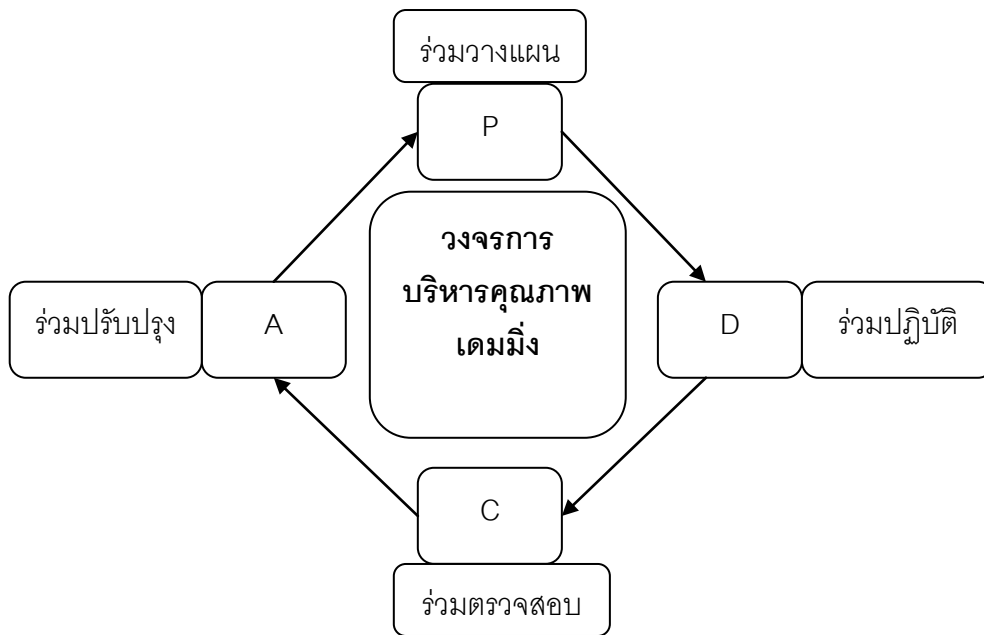 ร่วมวางแผน
P
วงจรการ
บริหารคุณภาพ
เดมมิ่ง
ร่วมปรับปรุง
A
D
ร่วมปฏิบัติ
C
ร่วมตรวจสอบ